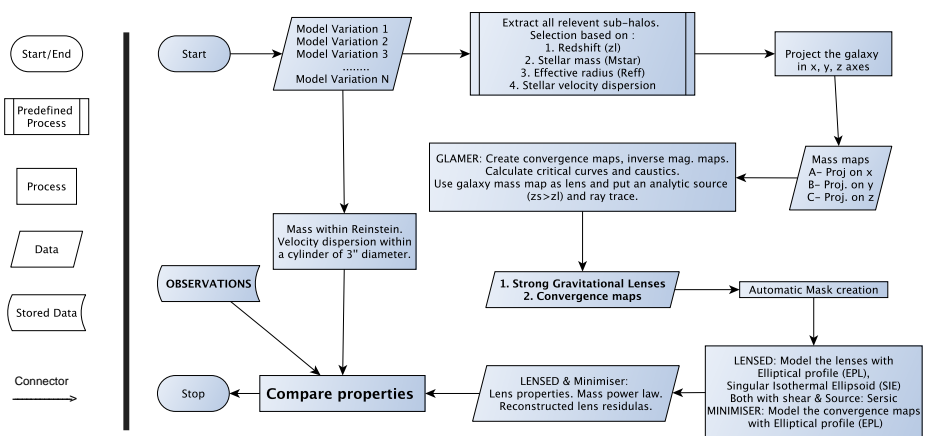 Start/End
Predefined
Process
Process
Data
Stored Data
Connector
Start
Model Variation 1
Model Variation 2
Model Variation 3
........
Model Variation N
Extract all relevent sub-halos.
Selection based on :
1. Redshift (zl)
2. Stellar mass (Mstar)
3. Effective radius (Reff)
4. Stellar velocity dispersion
Project the galaxy
in x, y, z axes
Mass maps
A- Proj on x
B- Proj. on y
C- Proj. on z
GLAMER: Create convergence maps, inverse mag. maps.
Calculate critical curves and caustics.
Use galaxy mass map as lens and put an analytic source
(zs>zl) and ray trace.
Mass within Reinstein.
Velocity dispersion within
a cylinder of 3" diameter.
OBSERVATIONS
1. Strong Gravitational Lenses
2. Convergence maps
Automatic Mask creation
LENSED: Model the lenses with
Elliptical profile (EPL),
Singular Isothermal Ellipsoid (SIE)
Both with shear & Source: Sersic
MINIMISER: Model the convergence maps
with Elliptical profile (EPL)
LENSED & Minimiser:
Lens properties. Mass power law.
Reconstructed lens residulas.
Compare properties
Stop